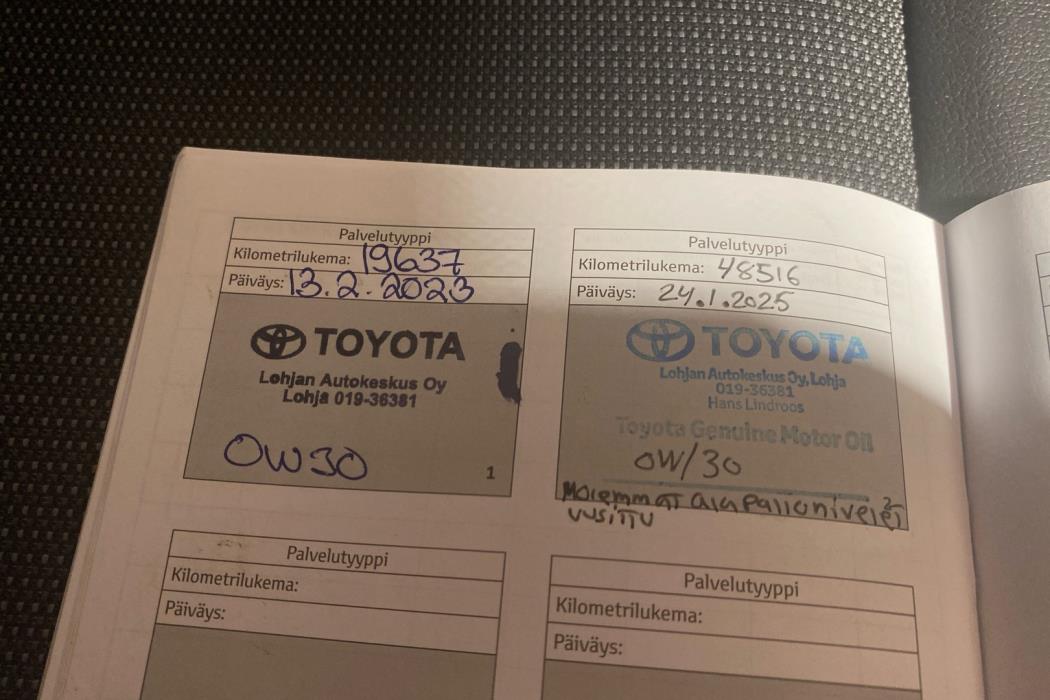 Palvelutyyppi
Kilometrilukema: 19637
Päiväys: 13.2.2023
TOYOTA
Lohjan Autokeskus Oy
Lohja 019-36381
0W30
1
Palvelutyyppi
Kilometrilukema: 48516
Päiväys: 24.1.2025
TOYOTA
Lohjan Autokeskus Oy, Lohja
019-36381
Hans Lindroos
Toyota Genuine Motor Oil
0W/30
2
Molemmat alapallonivelet
uusittu
Palvelutyyppi
Kilometrilukema:
Päiväys:
Palvelutyyppi
Kilometrilukema:
Päiväys: